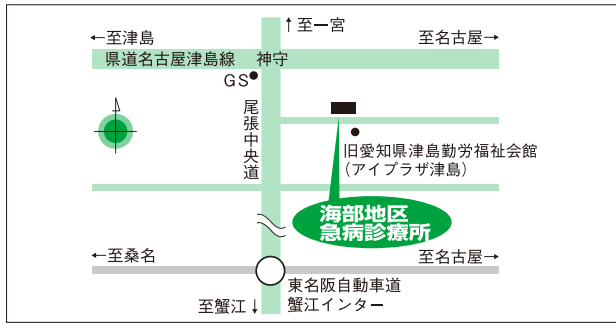 ↑至一宮
←至津島
至名古屋→
県道名古屋津島線 神守
GS
尾張中央道
旧愛知県津島勤労福祉会館
(アイプラザ津島)
海部地区
急病診療所
←至桑名
至名古屋→
東名阪自動車道
蟹江インター
至蟹江↓